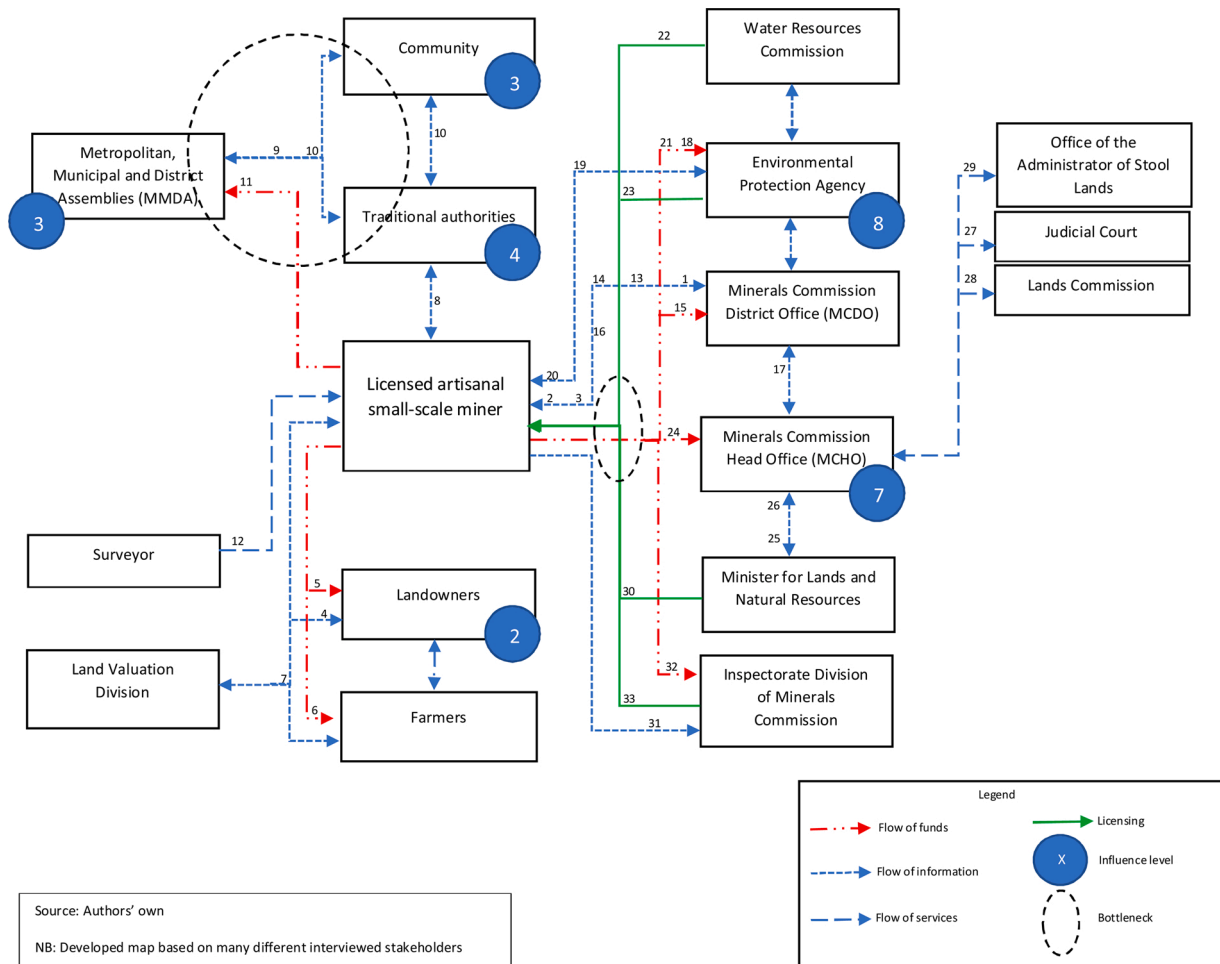 22
Water Resources
Commission
Community
3
10
9
10
Metropolitan,
Municipal and District
Assemblies (MMDA)
3
11
Traditional authorities
4
8
19
21 18
Environmental
Protection Agency
8
23
29
Office of the
Administrator of Stool
Lands
27
Judicial Court
28
Lands Commission
14 13 1
Minerals Commission
District Office (MCDO)
15
16
17
Licensed artisanal
small-scale miner
20
2 3
24
Minerals Commission
Head Office (MCHO)
7
26
25
12
Surveyor
5
4
Landowners
2
Minister for Lands and
Natural Resources
30
Land Valuation
Division
7
6
Farmers
32
33
31
Inspectorate Division
of Minerals
Commission
Legend
Flow of funds
Licensing
Flow of information
X
Influence level
Flow of services
Bottleneck
Source: Authors' own
NB: Developed map based on many different interviewed stakeholders